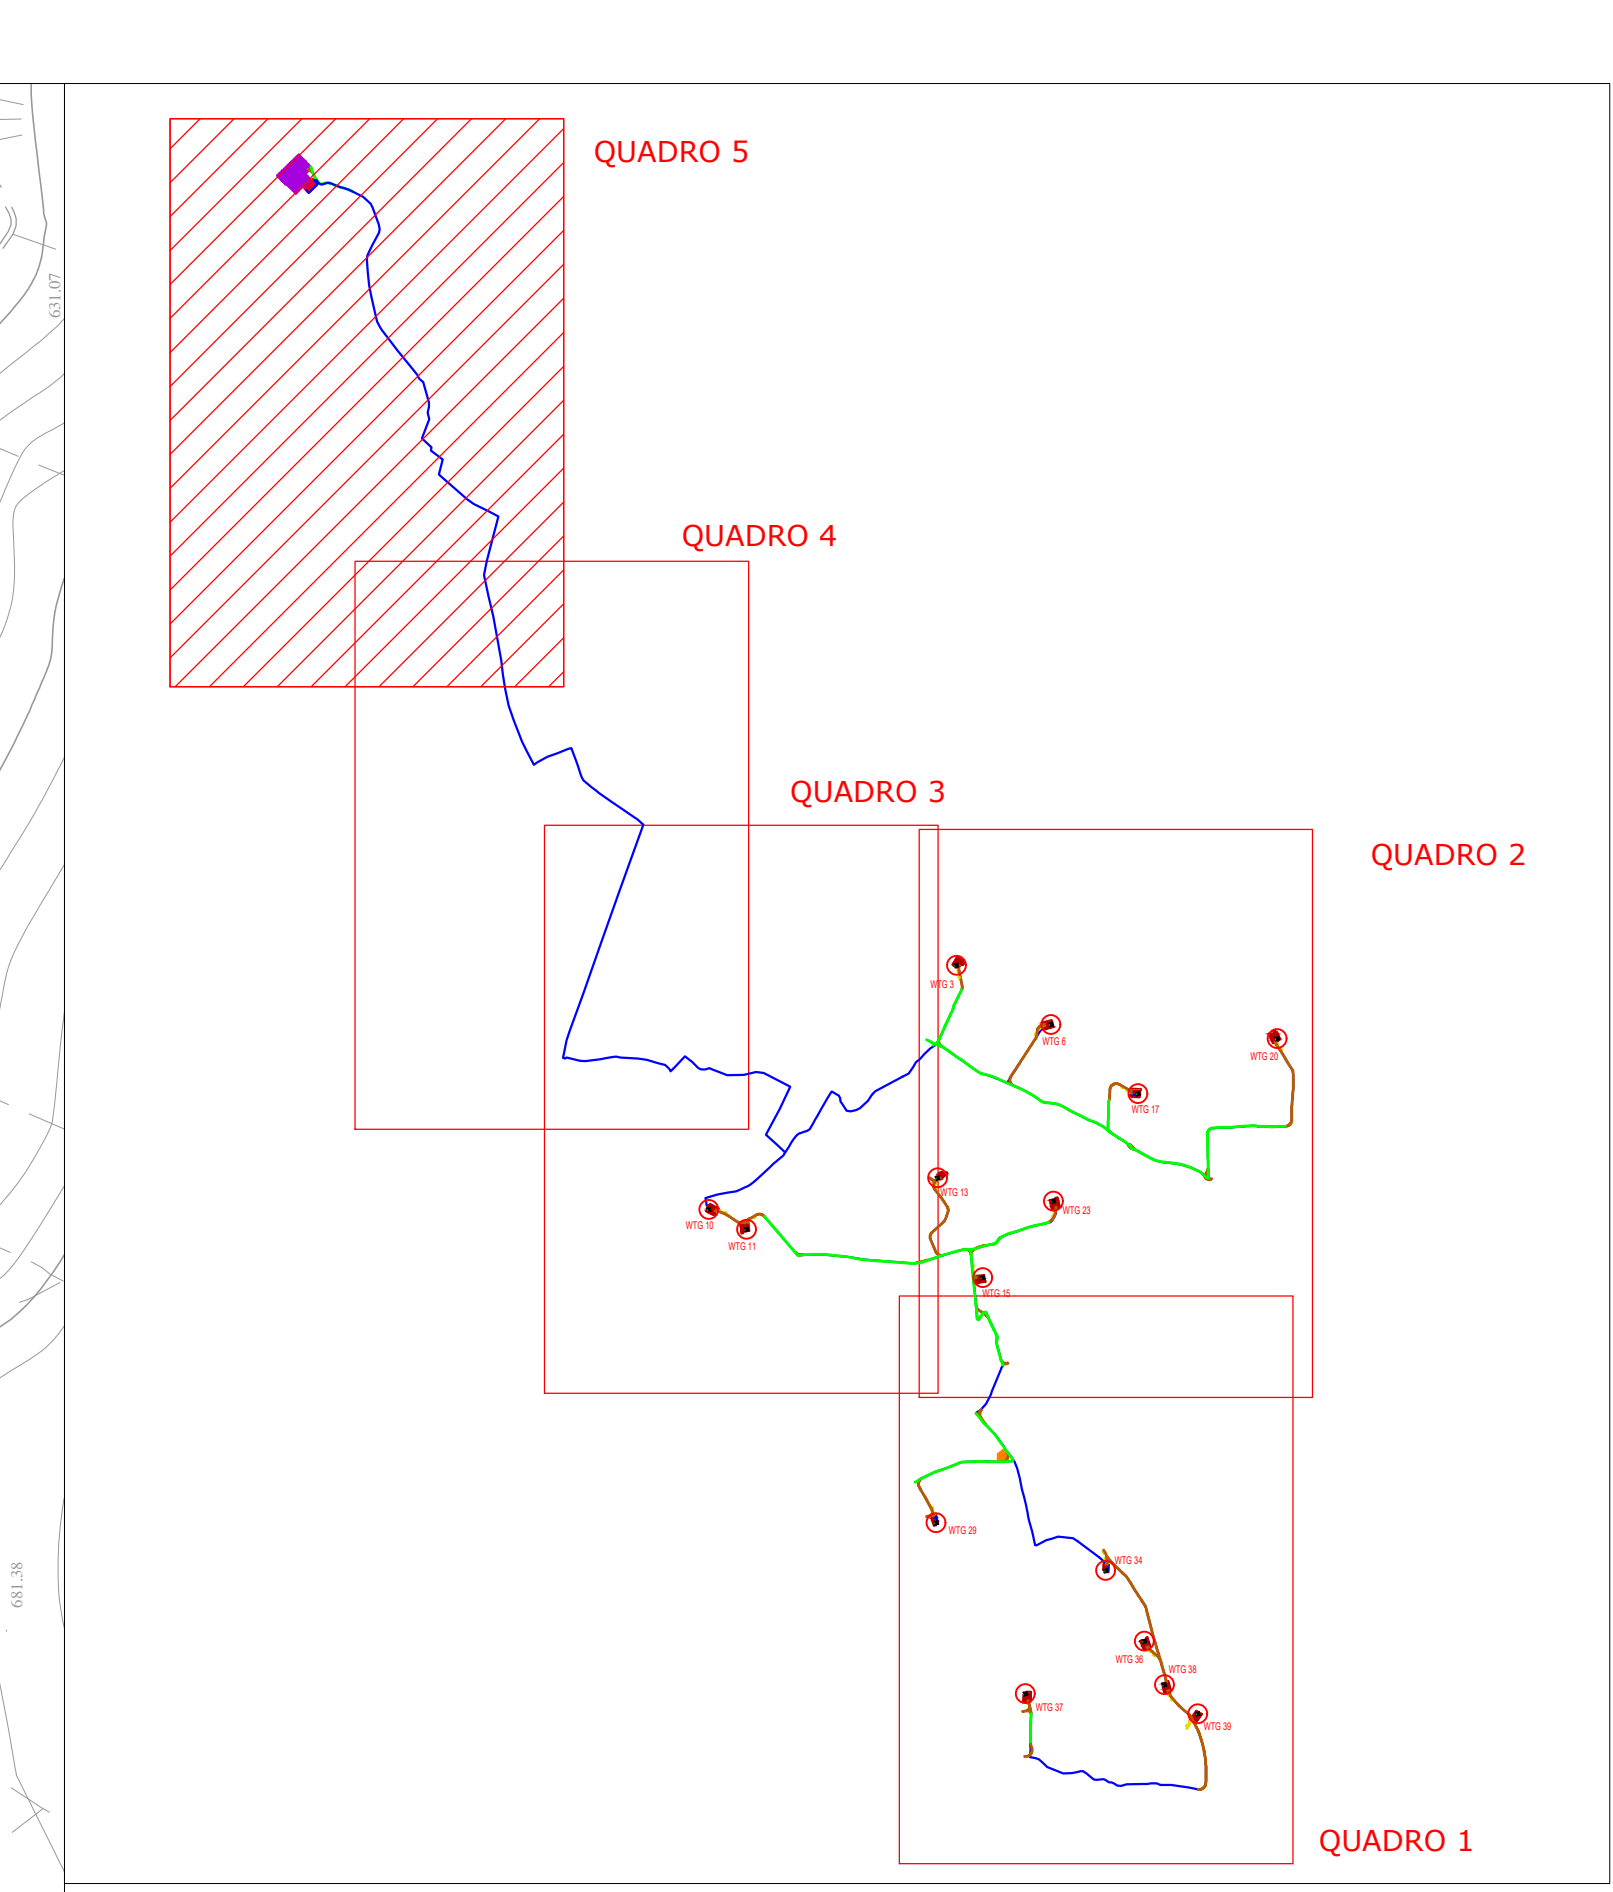 QUADRO 5
631.07
QUADRO 4
QUADRO 3
QUADRO 2
WTG 3
WTG 6
WTG 20
WTG 17
WTG 13
WTG 23
WTG 10
WTG 11
WTG 15
WTG 29
WTG 34
681.38
WTG 36
WTG 38
WTG 37
WTG 39
QUADRO 1